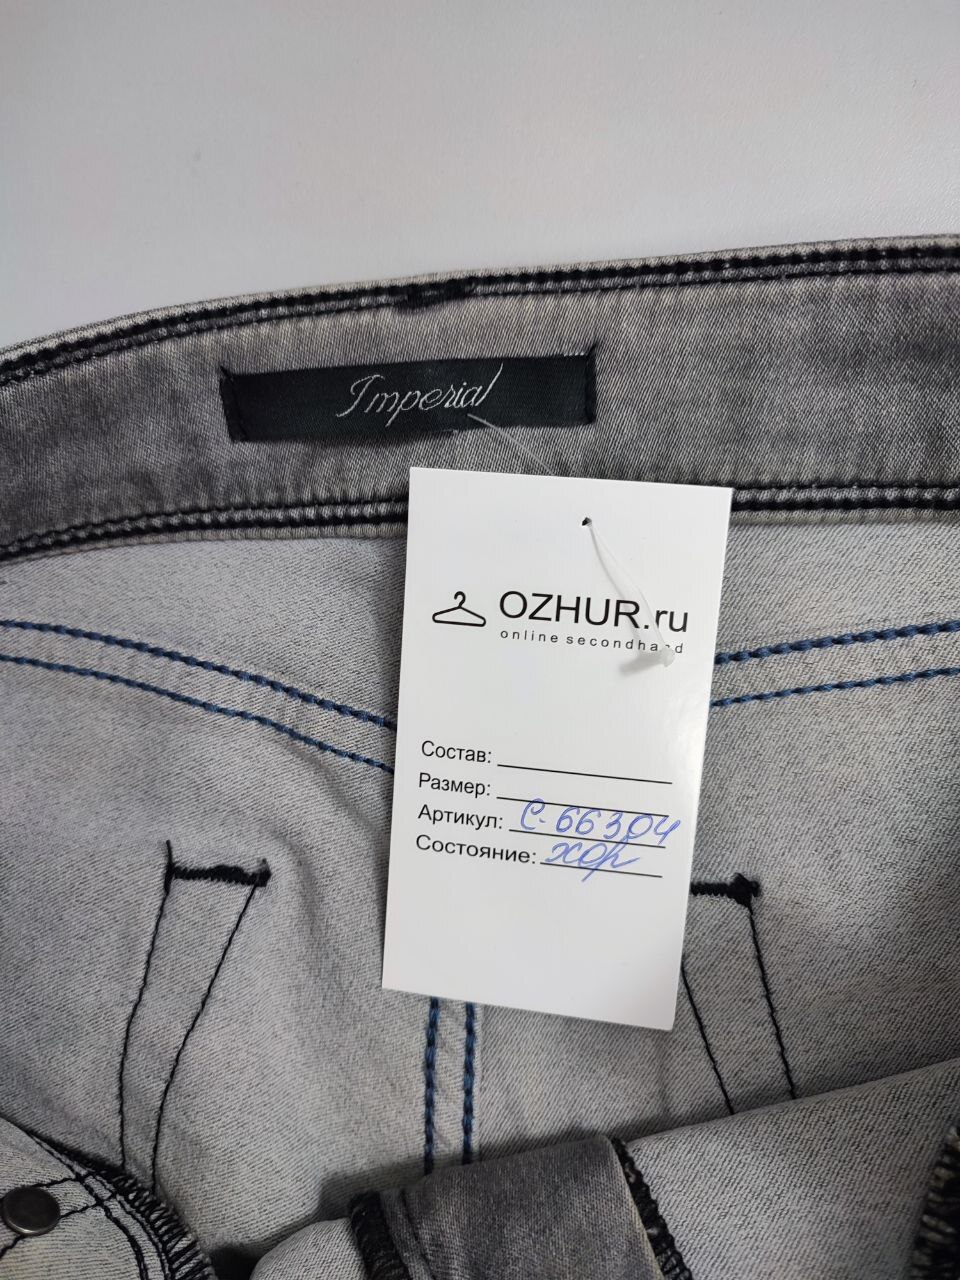 Imperial
OZHUR.ru
online secondhand
Состав:
Размер:
Артикул: С-66304
Состояние: хор